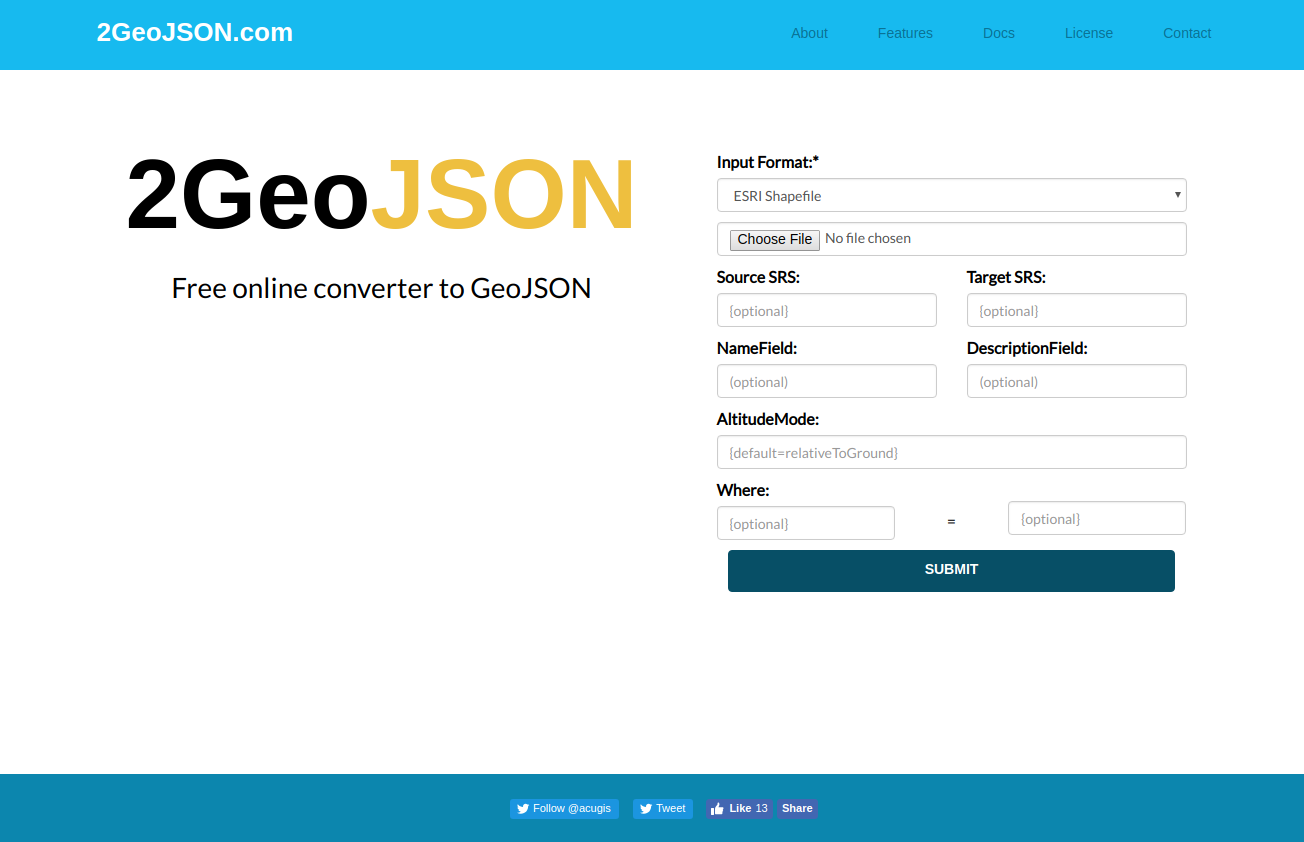 2GeoJSON.com
About Features Docs License Contact
2GeoJSON
Free online converter to GeoJSON
Input Format:*
ESRI Shapefile
Choose File No file chosen
Source SRS: Target SRS:
{optional} {optional}
NameField: DescriptionField:
(optional) (optional)
AltitudeMode:
{default=relativeToGround}
Where:
{optional} = {optional}
SUBMIT
Follow @acugis Tweet Like 13 Share